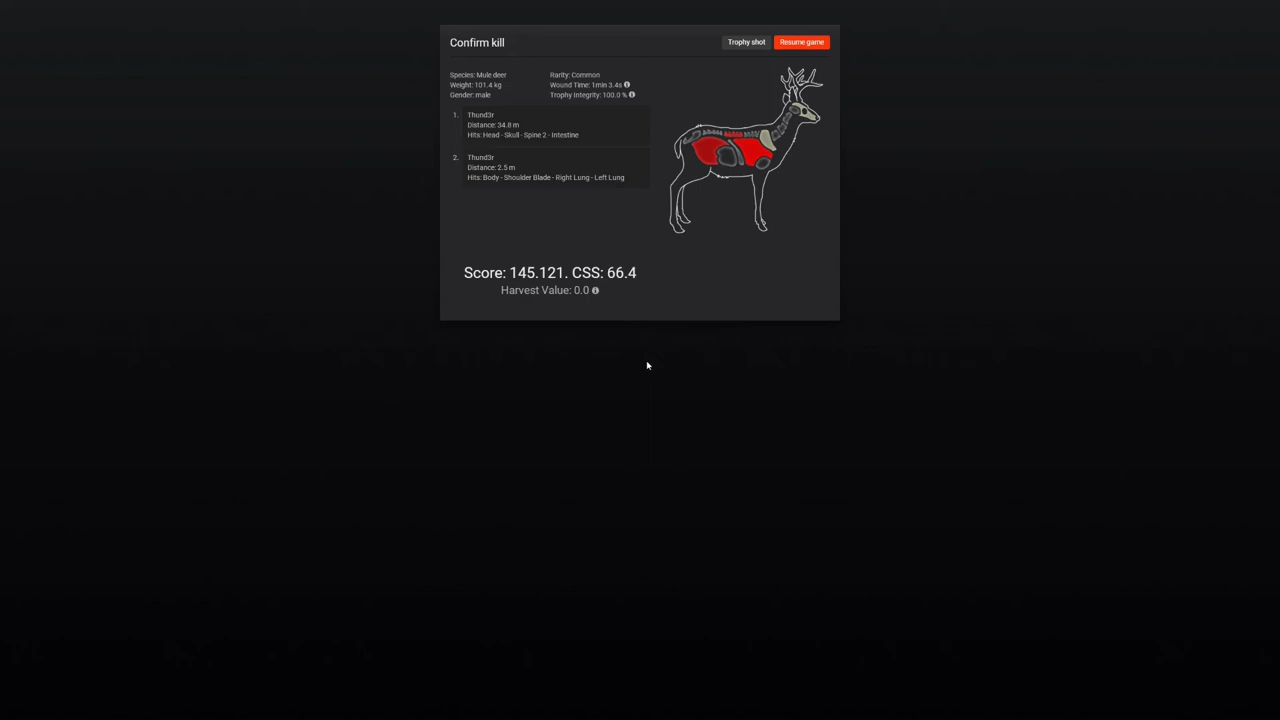 Confirm kill
Trophy shot
Resume game
Species: Mule deer
Weight: 101.4 kg
Gender: male
Rarity: Common
Wound Time: 1min 3.4s
Trophy Integrity: 100.0 %
1. Thund3r
Distance: 34.8 m
Hits: Head - Skull - Spine 2 - Intestine
2. Thund3r
Distance: 2.5 m
Hits: Body - Shoulder Blade - Right Lung - Left Lung
Score: 145.121. CSS: 66.4
Harvest Value: 0.0